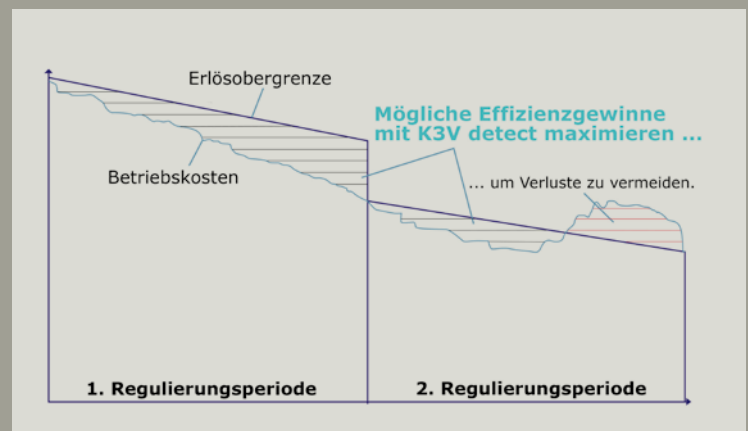 Erlösobergrenze
Mögliche Effizienzgewinne
mit K3V detect maximieren ...
Betriebskosten
... um Verluste zu vermeiden.
1. Regulierungsperiode
2. Regulierungsperiode